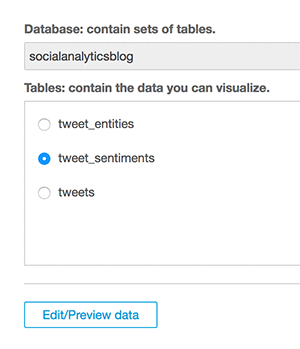 Database: contain sets of tables.
socialanalyticsblog
Tables: contain the data you can visualize.
tweet_entities
tweet_sentiments
tweets
Edit/Preview data